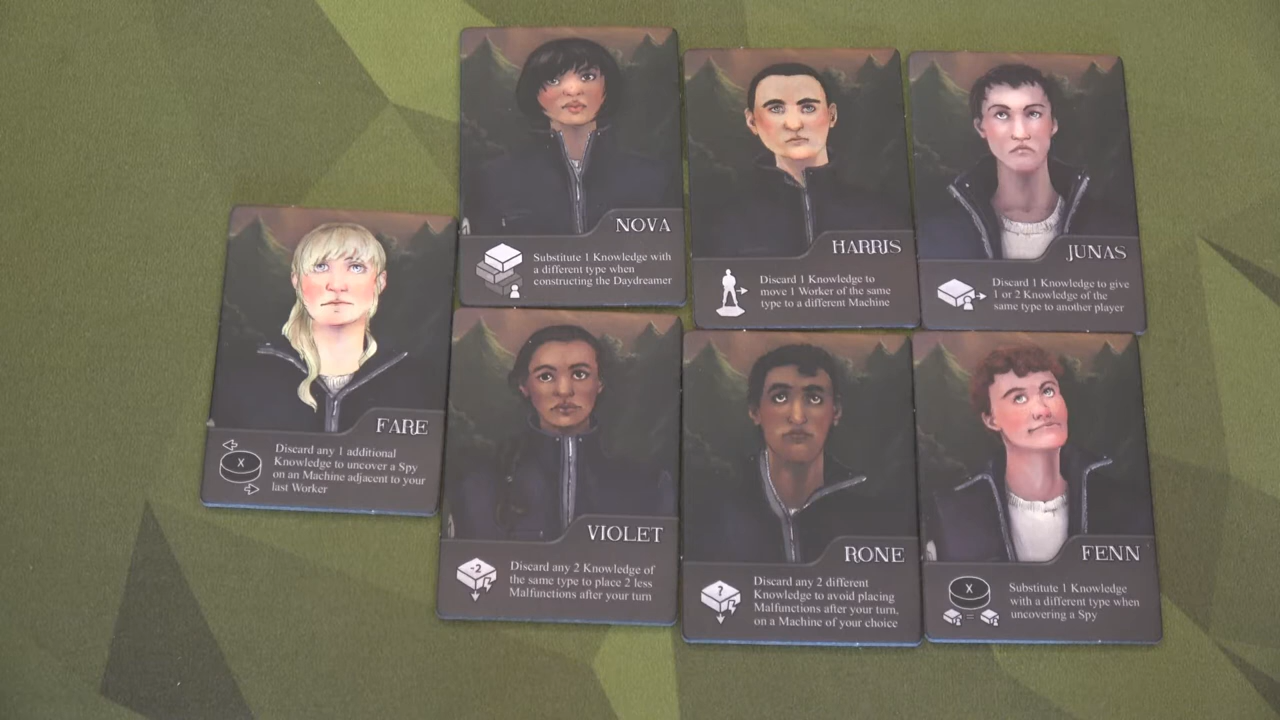 NOVA
Substitute 1 Knowledge with
a different type when
constructing the Daydreamer
HARRIS
Discard 1 Knowledge to
move 1 Worker of the same
type to a different Machine
JUNAS
Discard 1 Knowledge to give
1 or 2 Knowledge of the
same type to another player
FARE
X
Discard any 1 additional
Knowledge to uncover a Spy
on an Machine adjacent to your
last Worker
VIOLET
-2
Discard any 2 Knowledge of
the same type to place 2 less
Malfunctions after your turn
RONE
?
Discard any 2 different
Knowledge to avoid placing
Malfunctions after your turn,
on a Machine of your choice
FENN
X
=
Substitute 1 Knowledge
with a different type when
uncovering a Spy